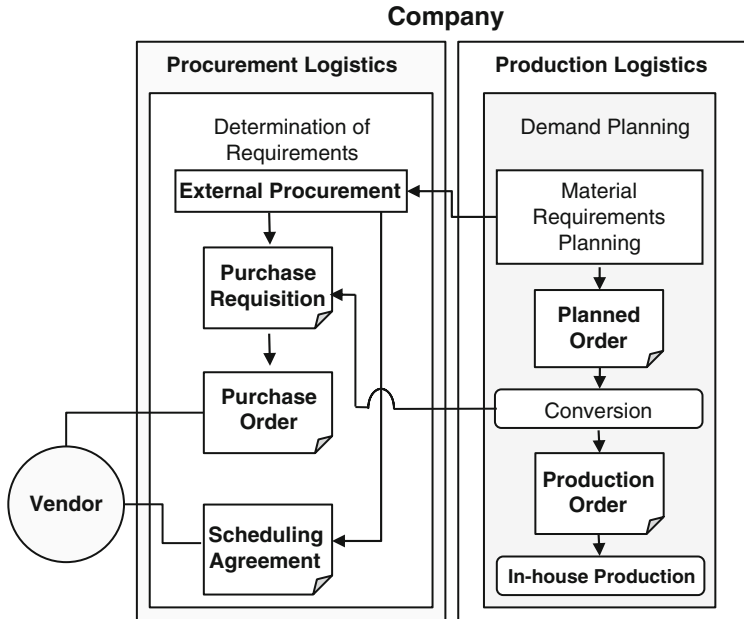 Company
Procurement Logistics
Determination of
Requirements
External Procurement
Purchase
Requisition
Purchase
Order
Scheduling
Agreement
Vendor
Production Logistics
Demand Planning
Material
Requirements
Planning
Planned
Order
Conversion
Production
Order
In-house Production